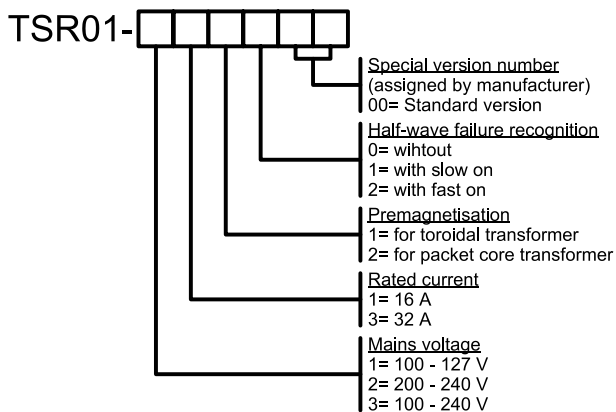 TSR01-
Special version number
(assigned by manufacturer)
00= Standard version
Half-wave failure recognition
0= wihtout
1= with slow on
2= with fast on
Premagnetisation
1= for toroidal transformer
2= for packet core transformer
Rated current
1= 16 A
3= 32 A
Mains voltage
1= 100 - 127 V
2= 200 - 240 V
3= 100 - 240 V